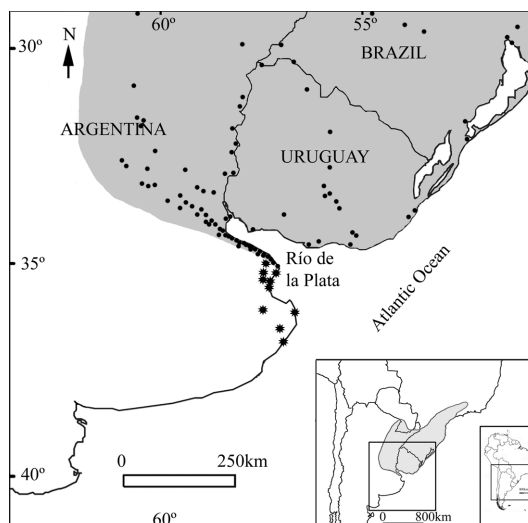 60º
55º
30º
N
BRAZIL
ARGENTINA
URUGUAY
35º
Río de
la Plata
Atlantic Ocean
0 250km
40º
60º
0 800km